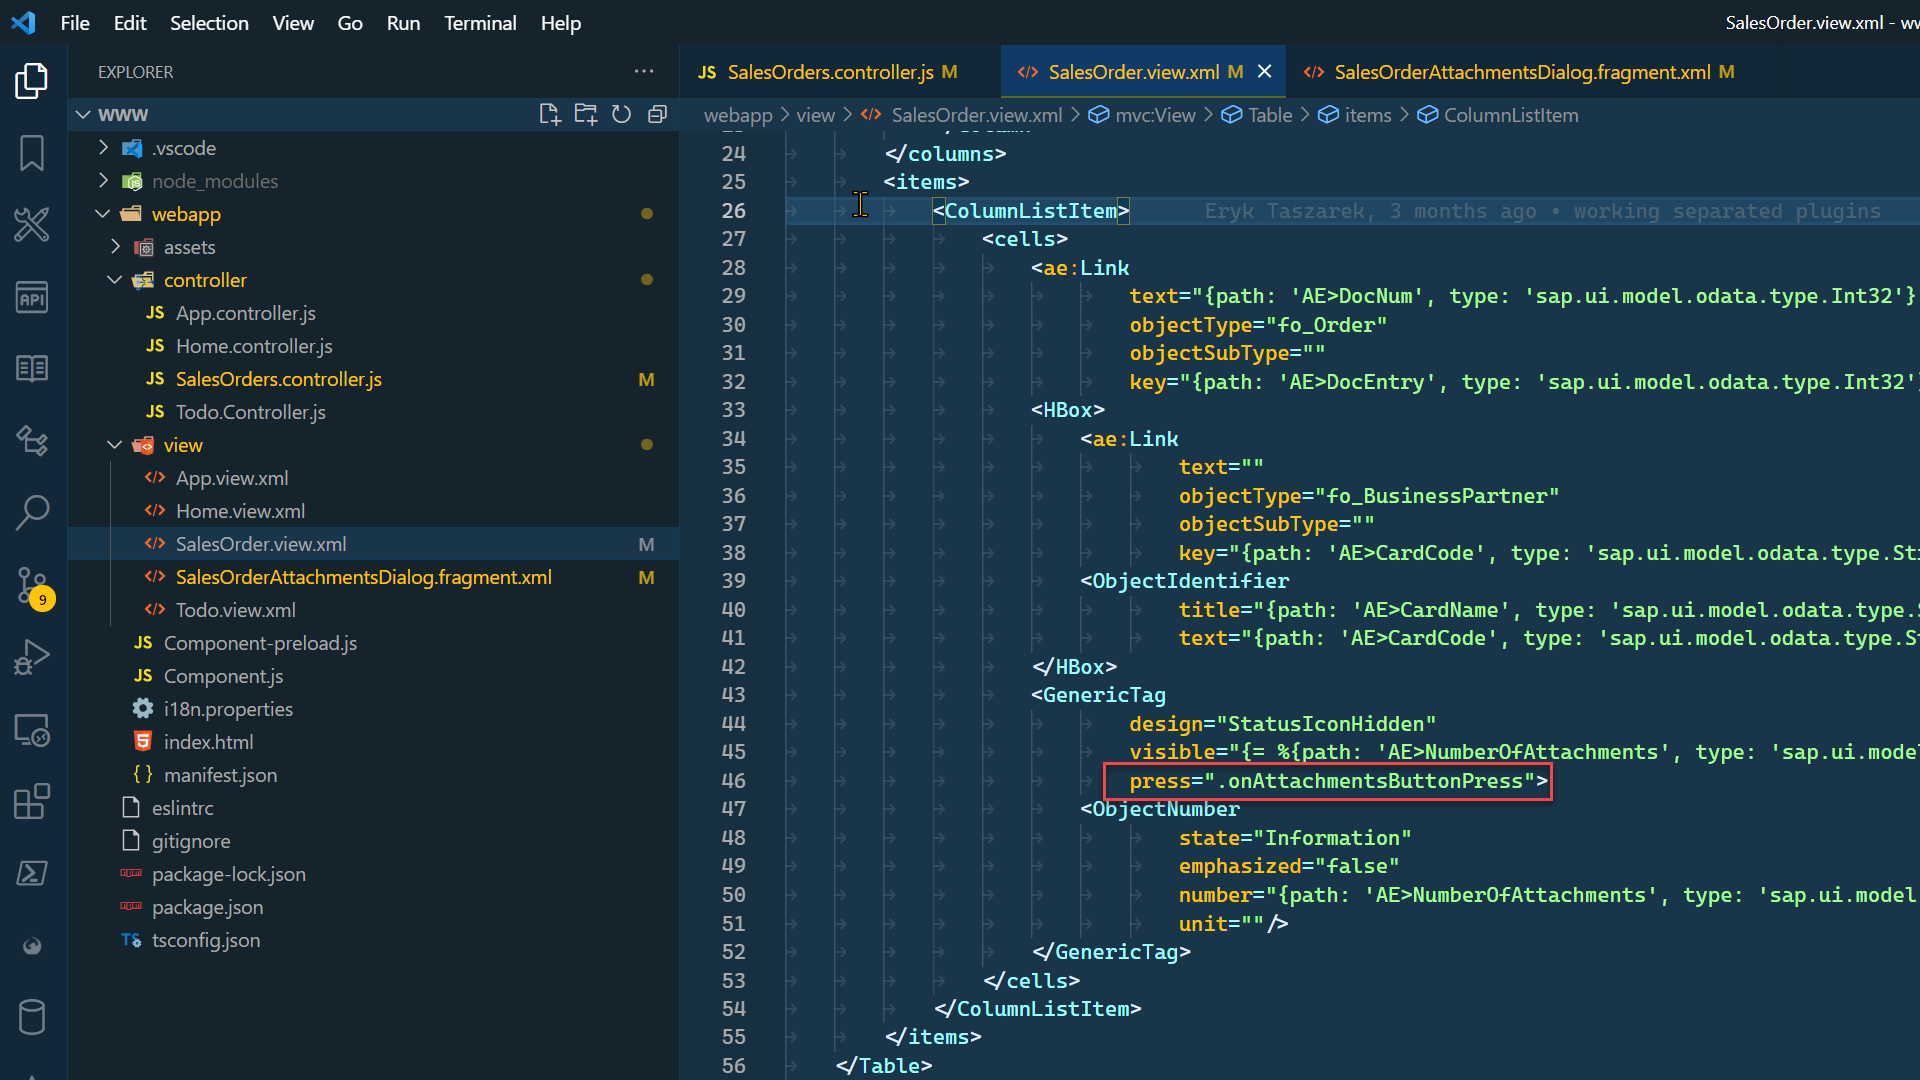 File Edit Selection View Go Run Terminal Help
SalesOrder.view.xml - ww
EXPLORER
JS SalesOrders.controller.js M
SalesOrder.view.xml M
SalesOrderAttachmentsDialog.fragment.xml M
WWW
webapp > view > SalesOrder.view.xml > mvc:View > Table > items > ColumnListItem
.vscode
node_modules
webapp
assets
controller
JS App.controller.js
JS Home.controller.js
JS SalesOrders.controller.js M
JS Todo.Controller.js
view
App.view.xml
Home.view.xml
SalesOrder.view.xml M
SalesOrderAttachmentsDialog.fragment.xml M
Todo.view.xml
JS Component-preload.js
JS Component.js
i18n.properties
index.html
{ } manifest.json
eslintrc
gitignore
package-lock.json
package.json
TS tsconfig.json
API
9
24 </columns>
25 <items>
26 <ColumnListItem> Eryk Taszarek, 3 months ago • working separated plugins
27 <cells>
28 <ae:Link
29 text="{path: 'AE>DocNum', type: 'sap.ui.model.odata.type.Int32'}
30 objectType="fo_Order"
31 objectSubType=""
32 key="{path: 'AE>DocEntry', type: 'sap.ui.model.odata.type.Int32'
33 <HBox>
34 <ae:Link
35 text=""
36 objectType="fo_BusinessPartner"
37 objectSubType=""
38 key="{path: 'AE>CardCode', type: 'sap.ui.model.odata.type.Sti
39 <ObjectIdentifier
40 title="{path: 'AE>CardName', type: 'sap.ui.model.odata.type.S
41 text="{path: 'AE>CardCode', type: 'sap.ui.model.odata.type.St
42 </HBox>
43 <GenericTag
44 design="StatusIconHidden"
45 visible="{= %{path: 'AE>NumberOfAttachments', type: 'sap.ui.mode
46 press=".onAttachmentsButtonPress">
47 <ObjectNumber
48 state="Information"
49 emphasized="false"
50 number="{path: 'AE>NumberOfAttachments', type: 'sap.ui.model.
51 unit=""/>
52 </GenericTag>
53 </cells>
54 </ColumnListItem>
55 </items>
56 </Table>